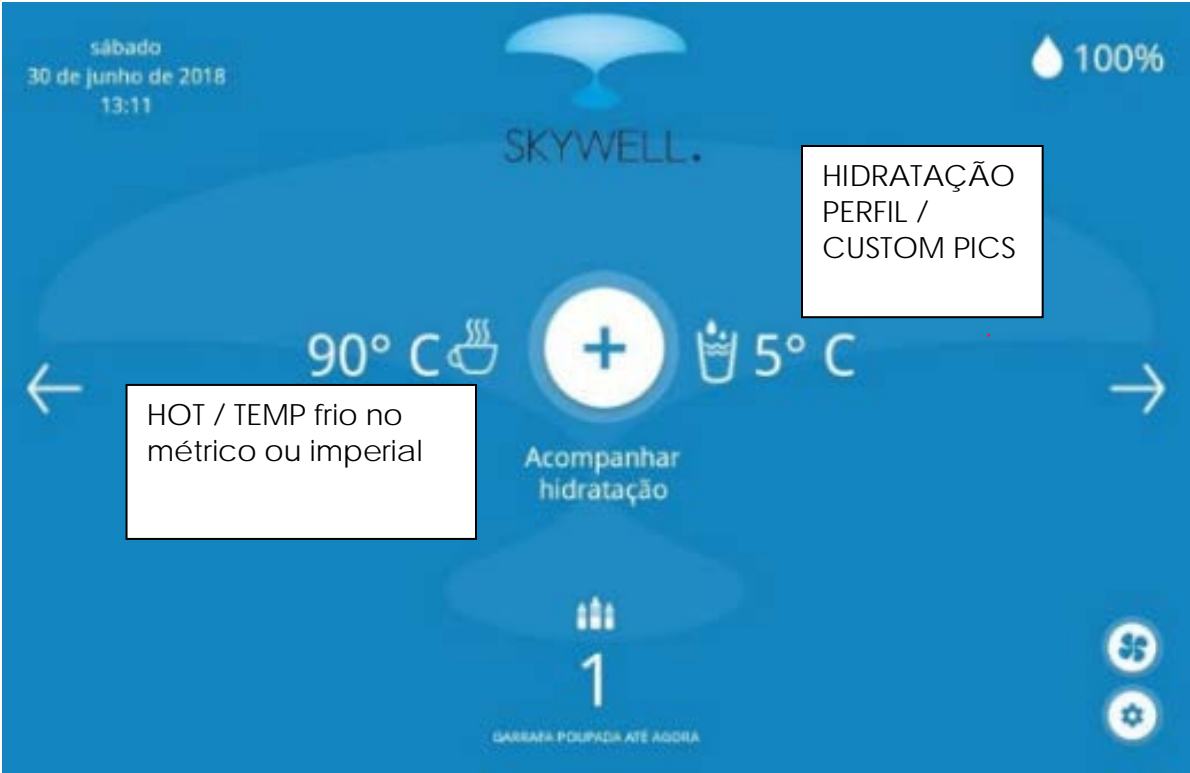 sábado
30 de junho de 2018
13:11
SKYWELL.
100%
HIDRATAÇÃO
PERFIL /
CUSTOM PICS
90° C
+
5° C
HOT / TEMP frio no
métrico ou imperial
Acompanhar
hidratação
1
GARRAFA POUPADA ATÉ AGORA